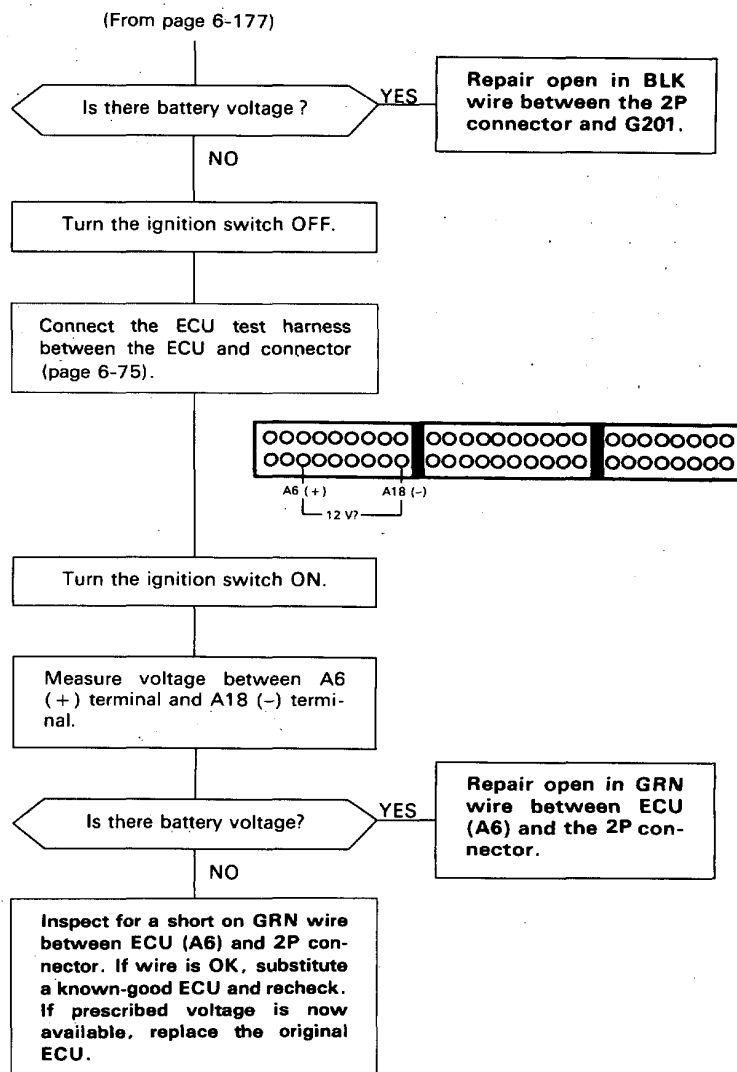 (From page 6-177)
Is there battery voltage ?
YES
Repair open in BLK
wire between the 2P
connector and G201.
NO
Turn the ignition switch OFF.
Connect the ECU test harness
between the ECU and connector
(page 6-75).
A6 (+)
A18 (–)
12 V?
Turn the ignition switch ON.
Measure voltage between A6
(+) terminal and A18 (–) termi-
nal.
Is there battery voltage?
YES
Repair open in GRN
wire between ECU
(A6) and the 2P con-
nector.
NO
Inspect for a short on GRN wire
between ECU (A6) and 2P con-
nector. If wire is OK, substitute
a known-good ECU and recheck.
If prescribed voltage is now
available, replace the original
ECU.